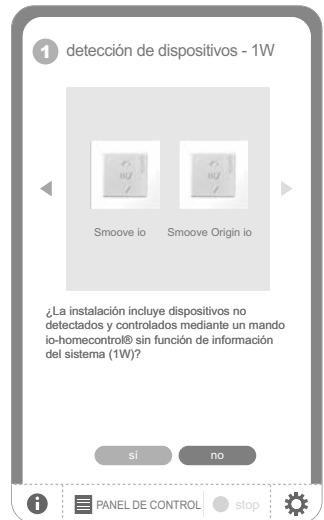 1 detección de dispositivos - 1W
Smoove io Smoove Origin io
¿La instalación incluye dispositivos no
detectados y controlados mediante un mando
io-homecontrol® sin función de información
del sistema (1W)?
sí no
i PANEL DE CONTROL stop